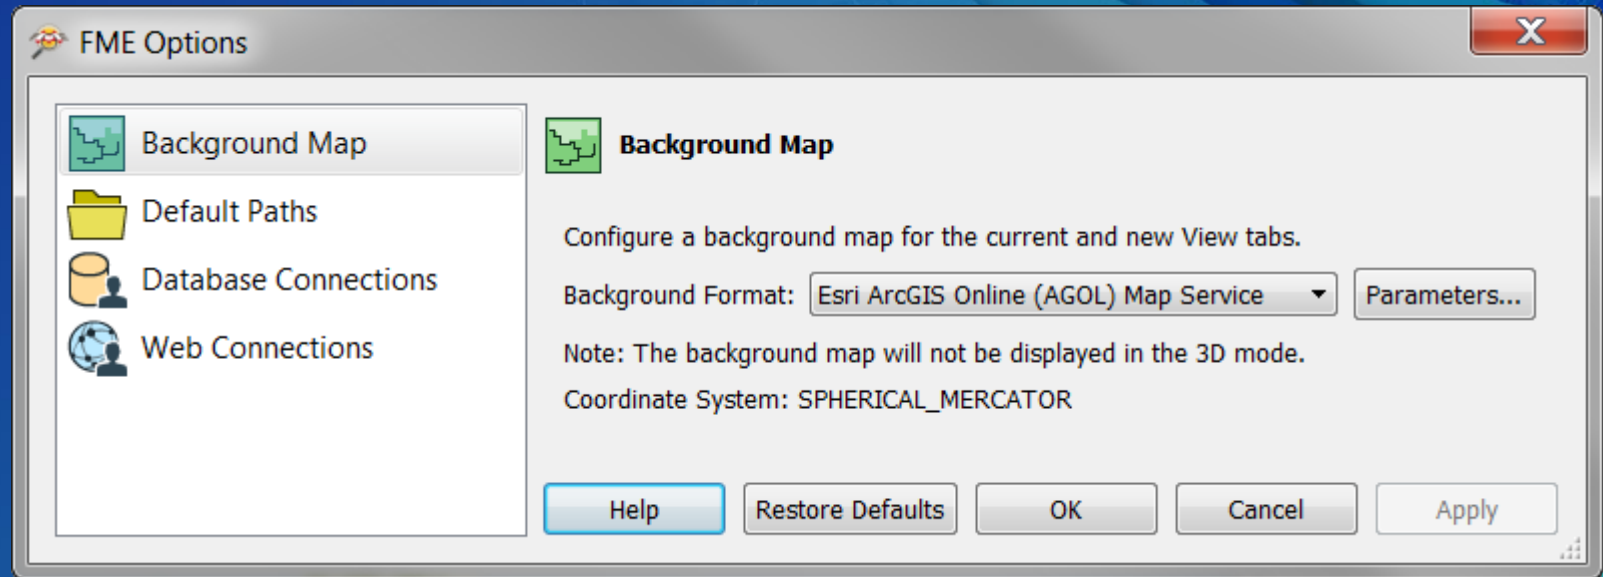 FME Options
Background Map
Default Paths
Database Connections
Web Connections
Background Map
Configure a background map for the current and new View tabs.
Background Format: Esri ArcGIS Online (AGOL) Map Service Parameters...
Note: The background map will not be displayed in the 3D mode.
Coordinate System: SPHERICAL_MERCATOR
Help Restore Defaults OK Cancel Apply